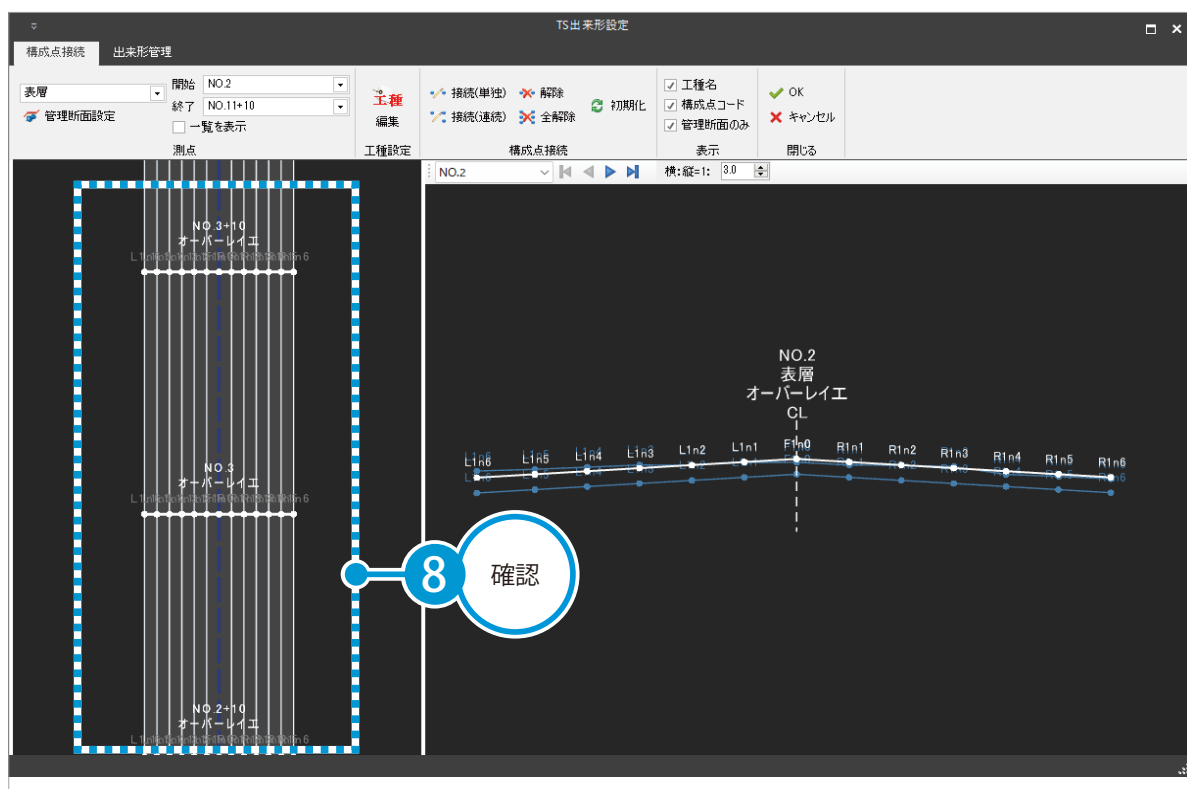 TS出来形設定
構成点接続 出来形管理
表層
管理断面設定
開始 NO.2
終了 NO.11+10
一覧を表示
測点
工種
編集
工種設定
接続(単独) 解除
接続(連続) 全解除
初期化
構成点接続
工種名
構成点コード
管理断面のみ
表示
OK
キャンセル
閉じる
NO.2
横:縦=1: 3.0
NO.3+10
オーバーレイエ
NO.3
オーバーレイエ
NO.2+10
オーバーレイエ
NO.2
表層
オーバーレイエ
CL
L1n6 L1n5 L1n4 L1n3 L1n2 L1n1 F1n0 R1n1 R1n2 R1n3 R1n4 R1n5 R1n6
8 確認